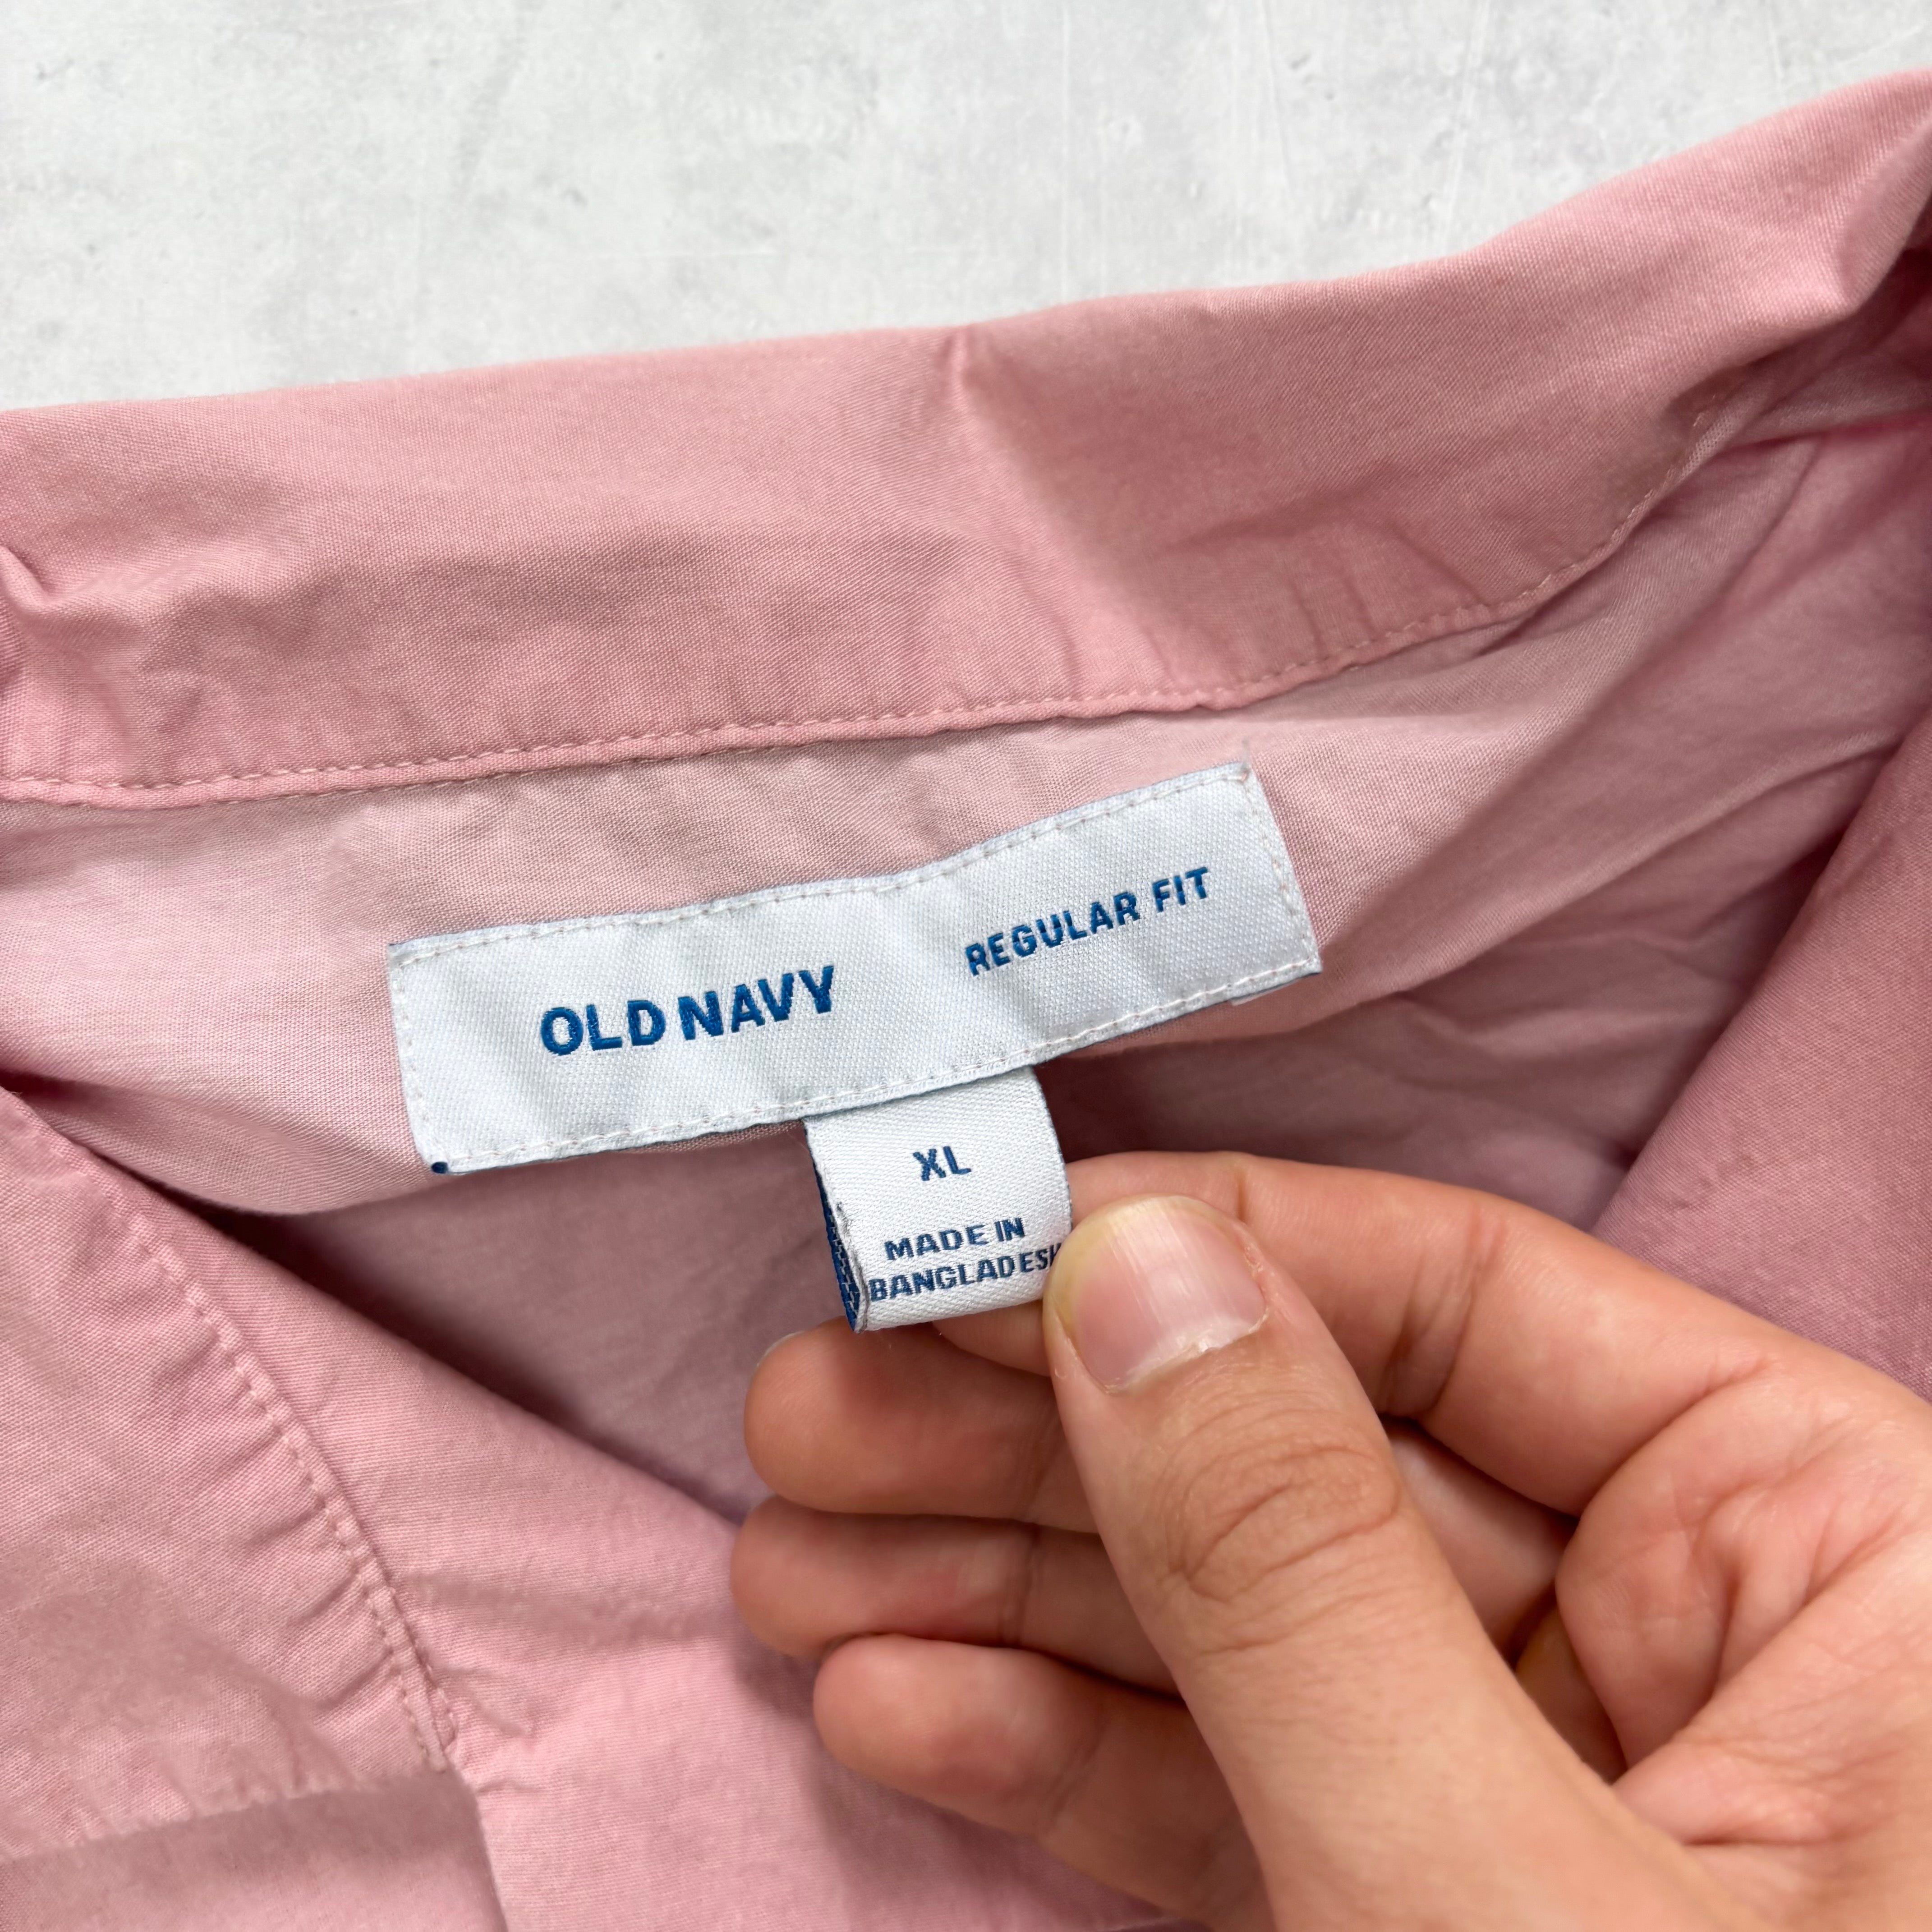 OLD NAVY
REGULAR FIT
XL
MADE IN
BANGLADESH